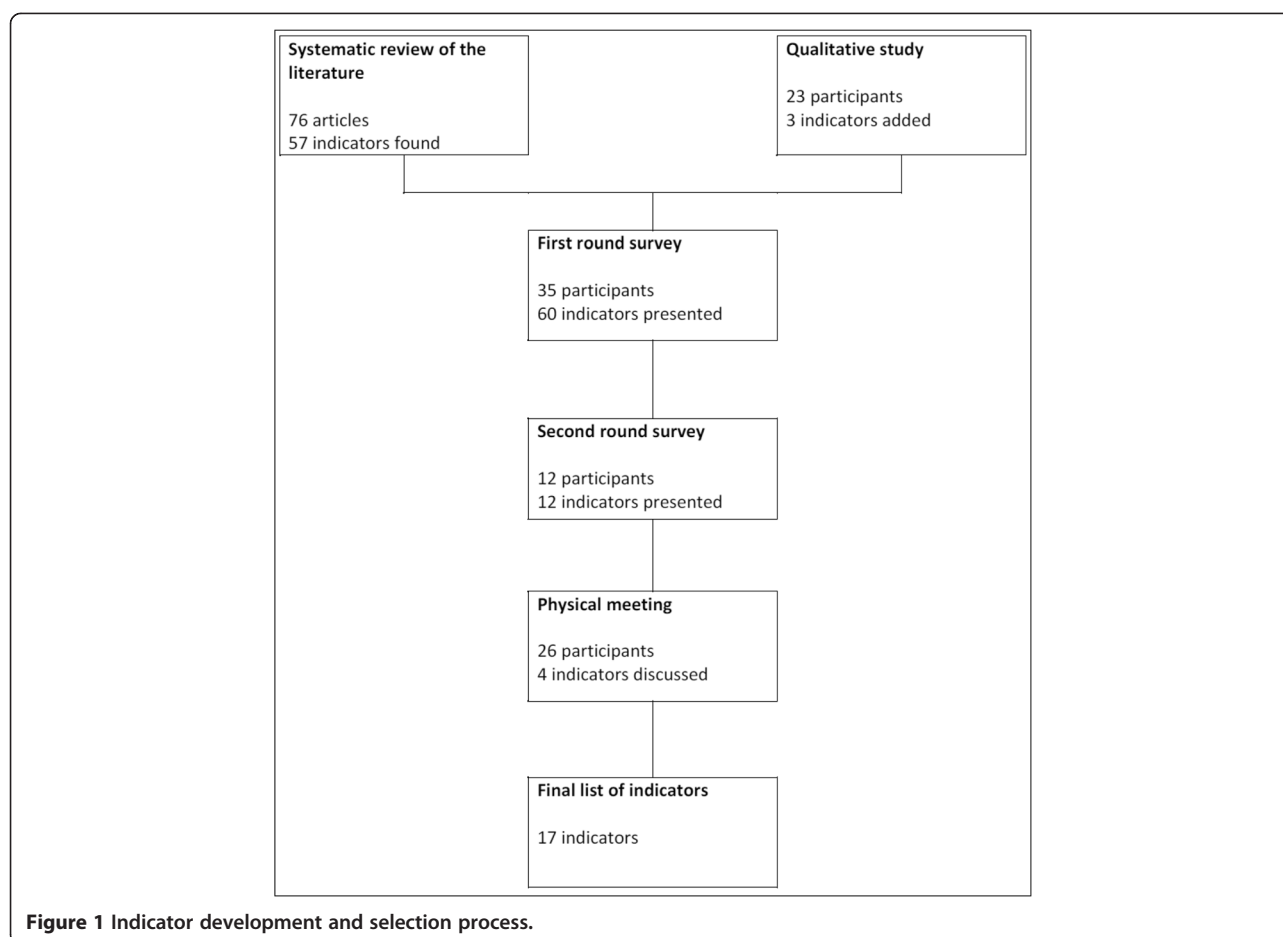 Systematic review of the
literature
76 articles
57 indicators found
Qualitative study
23 participants
3 indicators added
First round survey
35 participants
60 indicators presented
Second round survey
12 participants
12 indicators presented
Physical meeting
26 participants
4 indicators discussed
Final list of indicators
17 indicators
Figure 1 Indicator development and selection process.